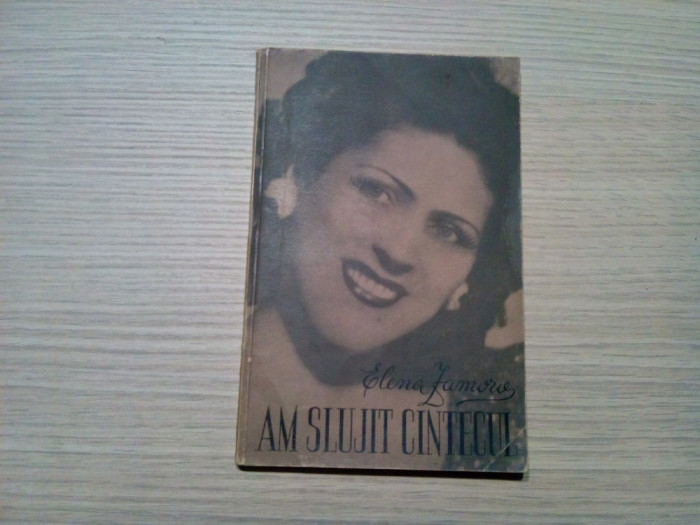 Elena Zamora
AM SLUJIT CINTECUL